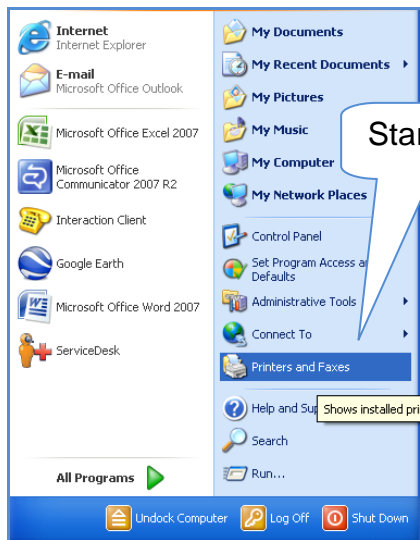 Internet
Internet Explorer
E-mail
Microsoft Office Outlook
Microsoft Office Excel 2007
Microsoft Office
Communicator 2007 R2
Interaction Client
Google Earth
Microsoft Office Word 2007
ServiceDesk
All Programs
My Documents
My Recent Documents
My Pictures
My Music
My Computer
My Network Places
Control Panel
Set Program Access
Defaults
Administrative Tools
Connect To
Printers and Faxes
Help and
Shows installed
Search
Run...
Log Off
Shut Down
Undock Computer